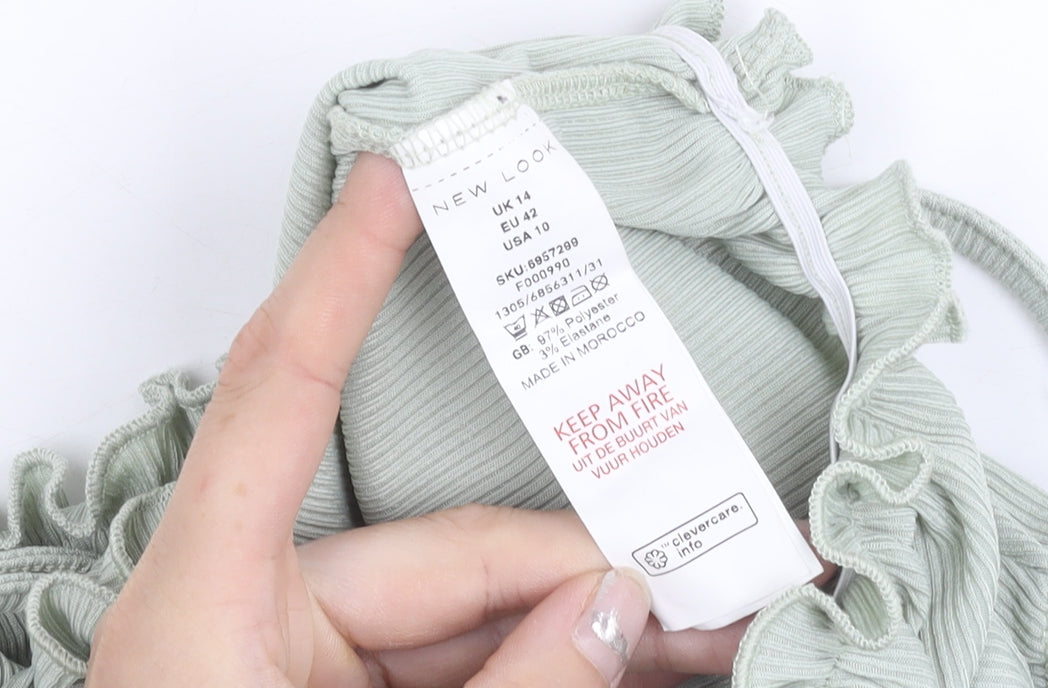 NEW LOOK
UK 14
EU 42
USA 10
SKU:6957299
F000990
1305/6856311/31
GB: 97% Polyester
3% Elastane
MADE IN MOROCCO
KEEP AWAY
FROM FIRE
UIT DE BUURT VAN
VUUR HOUDEN
™ clevercare.
info